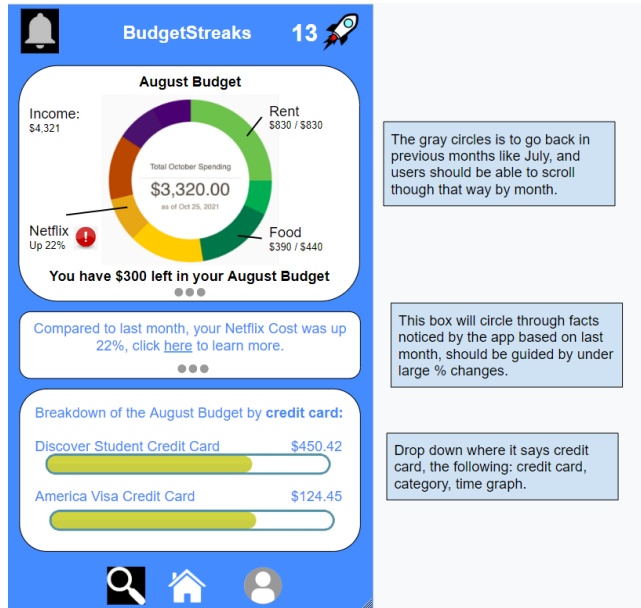 BudgetStreaks
13
August Budget
Income:
$4,321
Rent
$830 / $830
Total October Spending
$3,320.00
as of Oct 25, 2021
Netflix
Up 22%
Food
$390 / $440
You have $300 left in your August Budget
Compared to last month, your Netflix Cost was up
22%, click here to learn more.
Breakdown of the August Budget by credit card:
Discover Student Credit Card $450.42
America Visa Credit Card $124.45
The gray circles is to go back in
previous months like July, and
users should be able to scroll
though that way by month.
This box will circle through facts
noticed by the app based on last
month, should be guided by under
large % changes.
Drop down where it says credit
card, the following: credit card,
category, time graph.